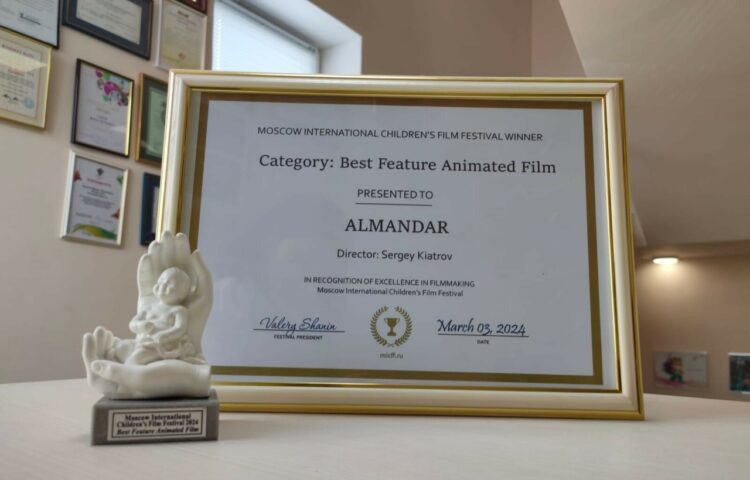 MOSCOW INTERNATIONAL CHILDREN'S FILM FESTIVAL WINNER
Category: Best Feature Animated Film
PRESENTED TO
ALMANDAR
Director: Sergey Kiatrov
IN RECOGNITION OF EXCELLENCE IN FILMMAKING
Moscow International Children's Film Festival
Valery Shanin
FESTIVAL PRESIDENT
micff.ru
March 03, 2024
DATE
Moscow International
Children's Film Festival 2024
Best Feature Animated Film